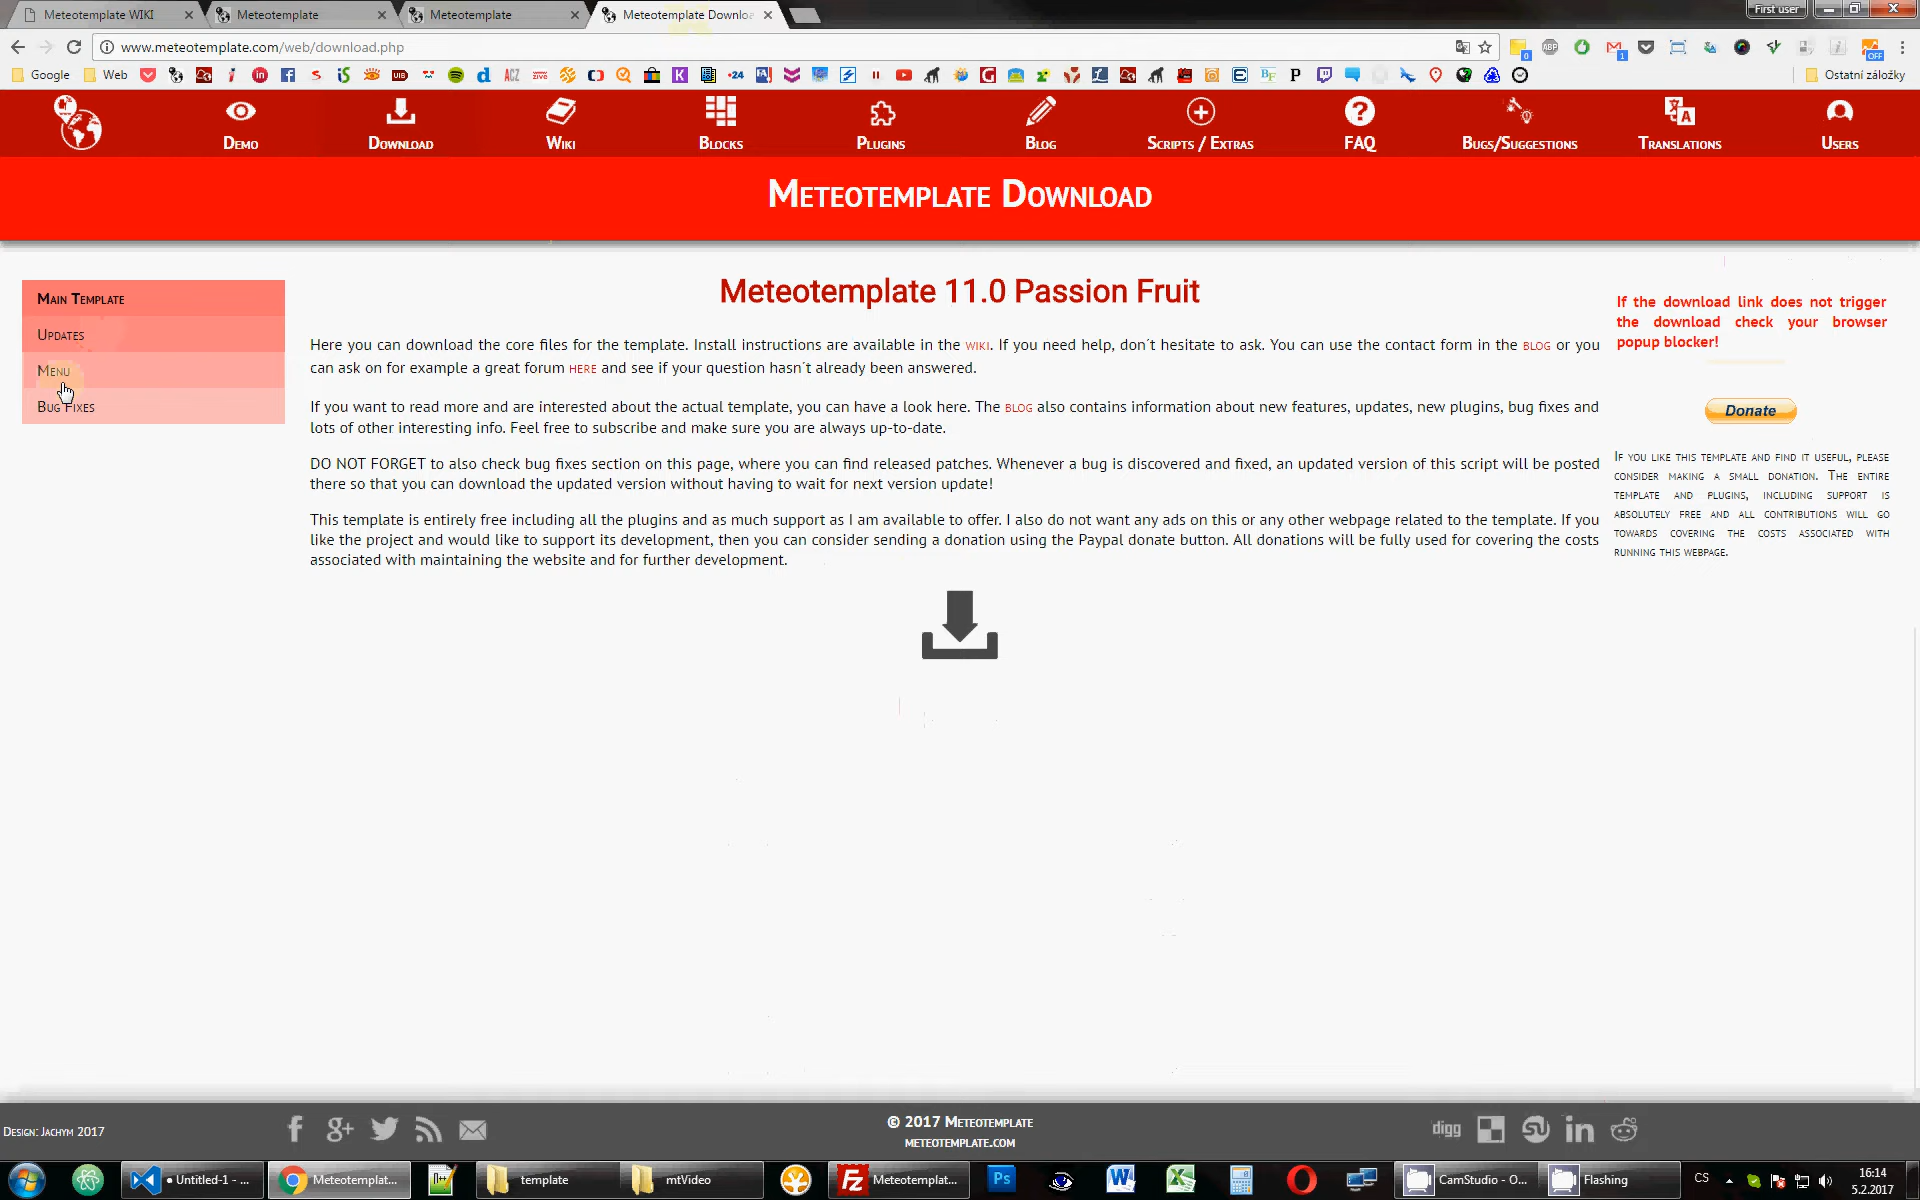 Meteotemplate WIKI
Meteotemplate
Meteotemplate
Meteotemplate Downloa
First user
www.meteotemplate.com/web/download.php
Google
Web
Ostatní záložky
Demo
Download
Wiki
Blocks
Plugins
Blog
Scripts / Extras
FAQ
Bugs/Suggestions
Translations
Users
Meteotemplate Download
Main Template
Updates
Menu
Bug Fixes
Meteotemplate 11.0 Passion Fruit
Here you can download the core files for the template. Install instructions are available in the wiki. If you need help, don´t hesitate to ask. You can use the contact form in the blog or you
can ask on for example a great forum here and see if your question hasn´t already been answered.
If you want to read more and are interested about the actual template, you can have a look here. The blog also contains information about new features, updates, new plugins, bug fixes and
lots of other interesting info. Feel free to subscribe and make sure you are always up-to-date.
DO NOT FORGET to also check bug fixes section on this page, where you can find released patches. Whenever a bug is discovered and fixed, an updated version of this script will be posted
there so that you can download the updated version without having to wait for next version update!
This template is entirely free including all the plugins and as much support as I am available to offer. I also do not want any ads on this or any other webpage related to the template. If you
like the project and would like to support its development, then you can consider sending a donation using the Paypal donate button. All donations will be fully used for covering the costs
associated with maintaining the website and for further development.
If the download link does not trigger
the download check your browser
popup blocker!
Donate
If you like this template and find it useful, please
consider making a small donation. The entire
template and plugins, including support is
absolutely free and all contributions will go
towards covering the costs associated with
running this webpage.
Design: Jachym 2017
© 2017 Meteotemplate
meteotemplate.com
digg
Untitled-1 - ...
Meteotemplat...
template
mtVideo
Meteotemplat...
CamStudio - O...
Flashing
CS
16:14
5.2.2017